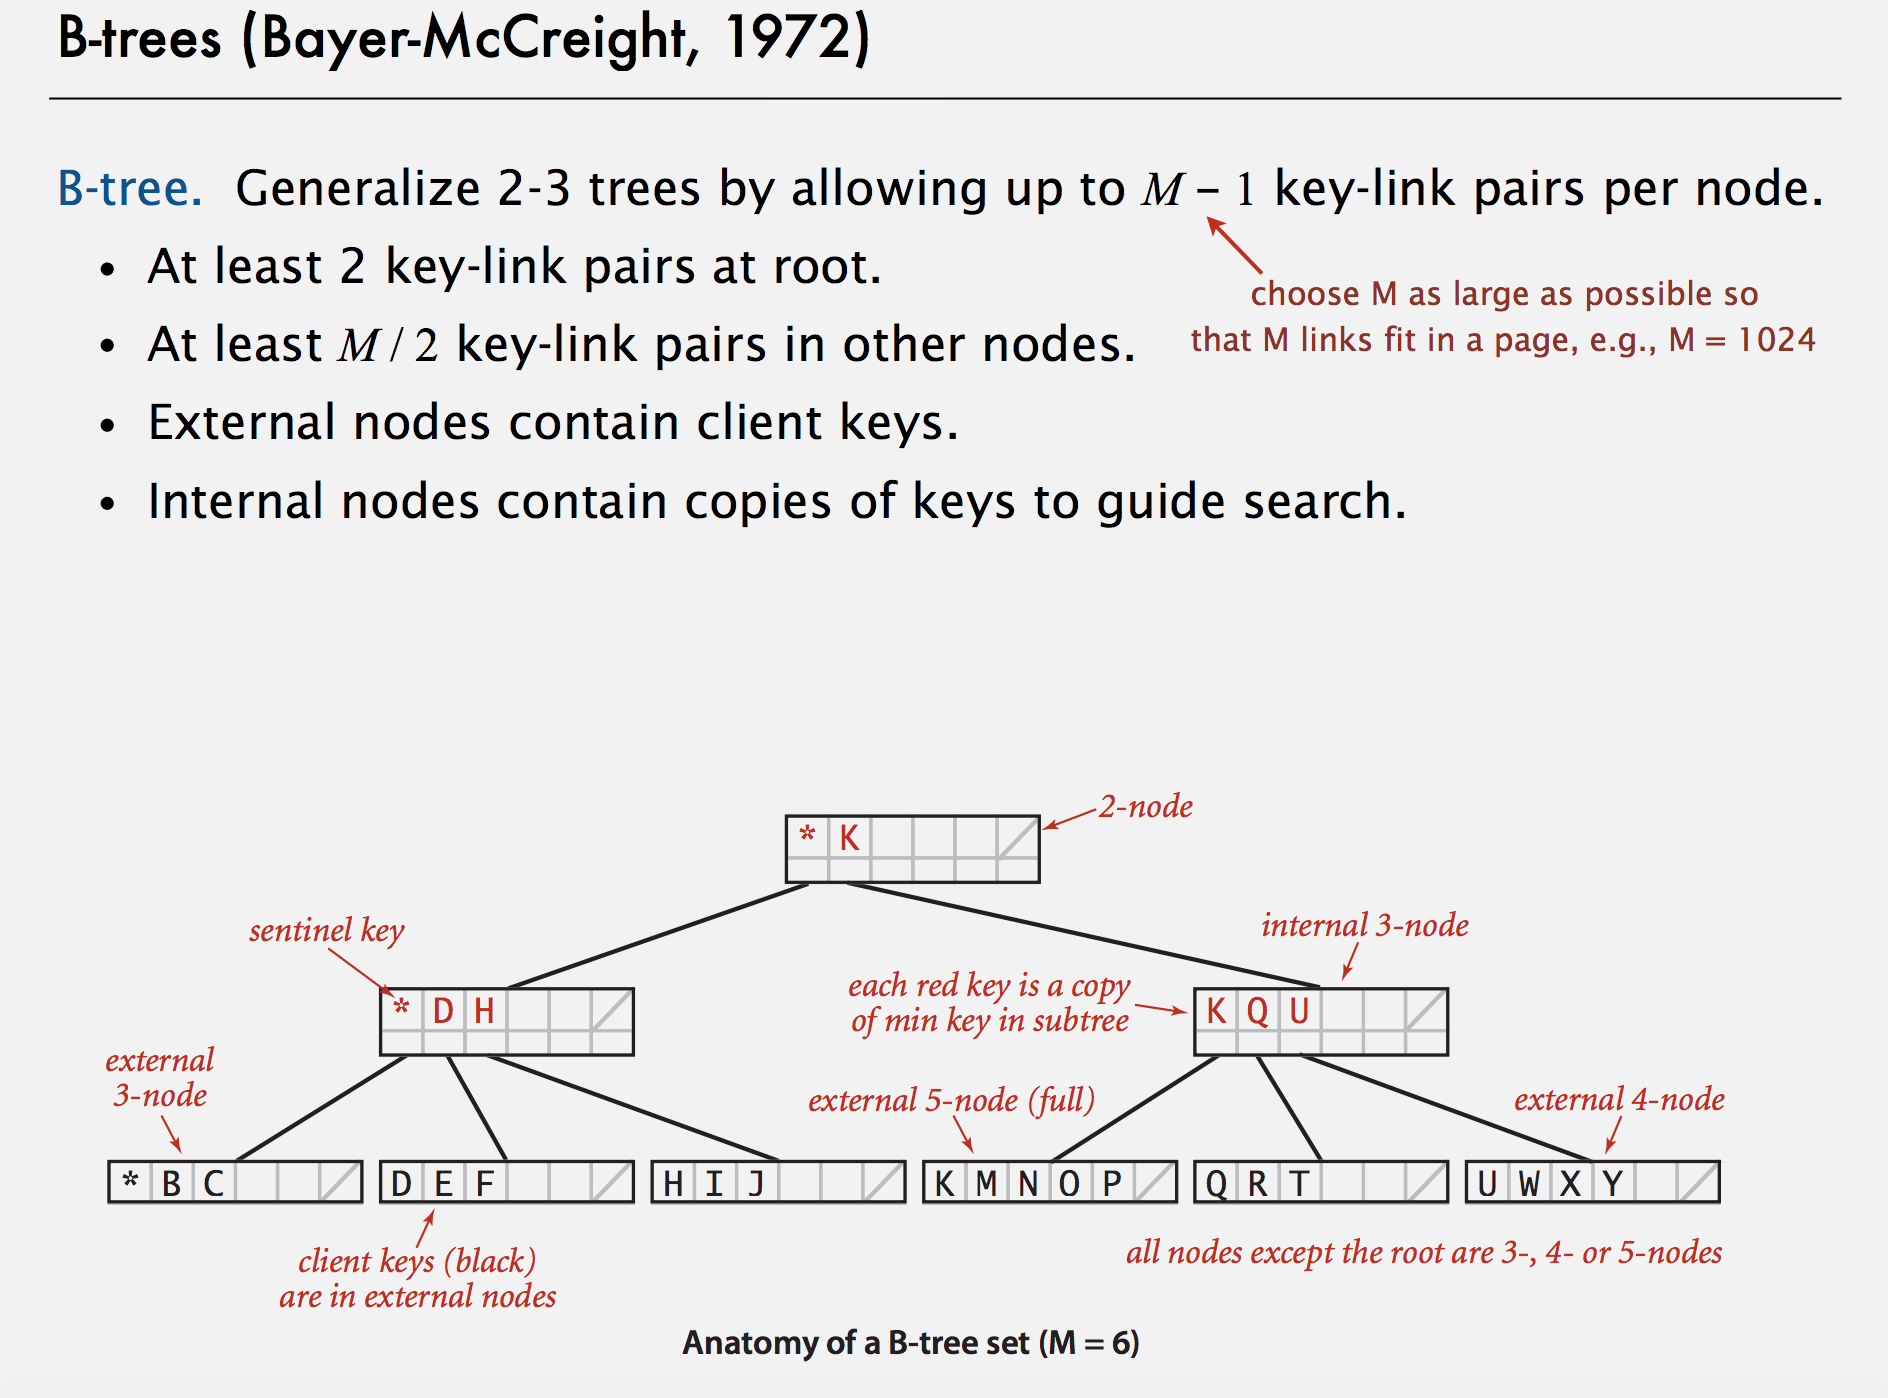 B-trees (Bayer-McCreight, 1972)
B-tree. Generalize 2-3 trees by allowing up to M – 1 key-link pairs per node.
• At least 2 key-link pairs at root.
• At least M / 2 key-link pairs in other nodes.
• External nodes contain client keys.
• Internal nodes contain copies of keys to guide search.
choose M as large as possible so
that M links fit in a page, e.g., M = 1024
2-node
* K
sentinel key
internal 3-node
* D H
each red key is a copy
of min key in subtree
K Q U
external
3-node
external 5-node (full)
external 4-node
* B C
D E F
H I J
K M N O P
Q R T
U W X Y
client keys (black)
are in external nodes
all nodes except the root are 3-, 4- or 5-nodes
Anatomy of a B-tree set (M = 6)